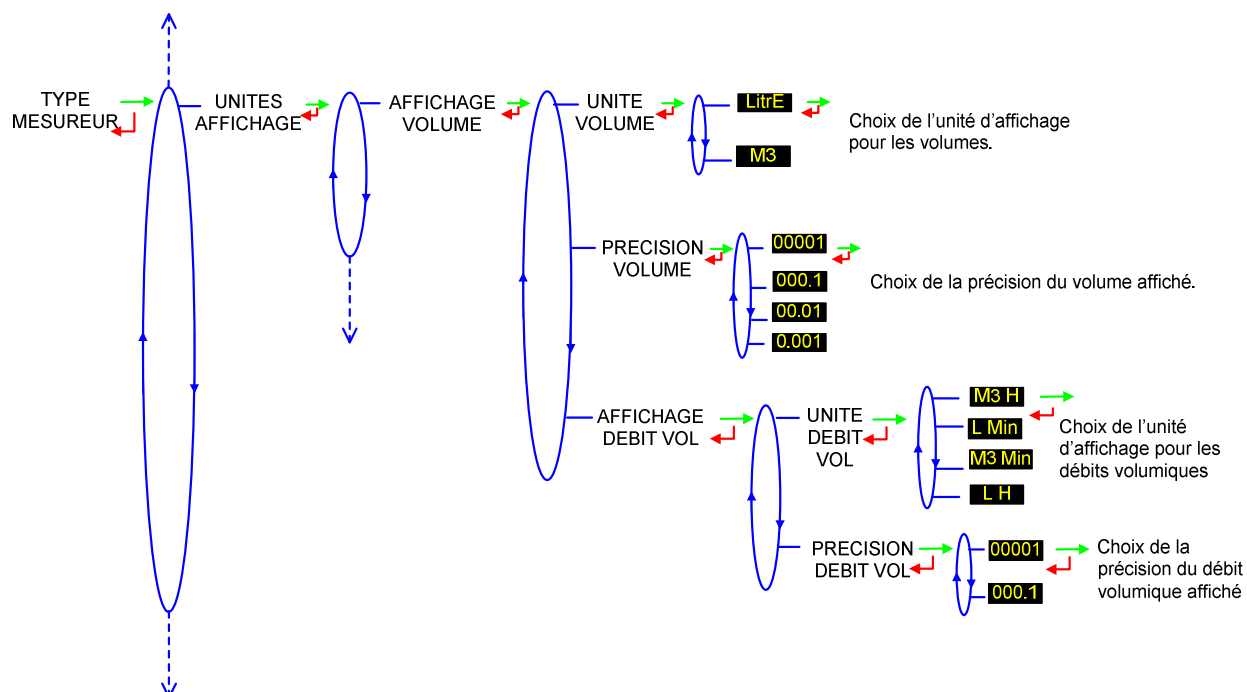 TYPE
MESUREUR
UNITES
AFFICHAGE
AFFICHAGE
VOLUME
UNITE
VOLUME
LitrE
M3
Choix de l'unité d'affichage
pour les volumes.
PRECISION
VOLUME
00001
000.1
00.01
0.001
Choix de la précision du volume affiché.
AFFICHAGE
DEBIT VOL
UNITE
DEBIT
VOL
M3 H
L Min
M3 Min
L H
Choix de l'unité
d'affichage pour les
débits volumiques
PRECISION
DEBIT VOL
00001
000.1
Choix de la
précision du débit
volumique affiché